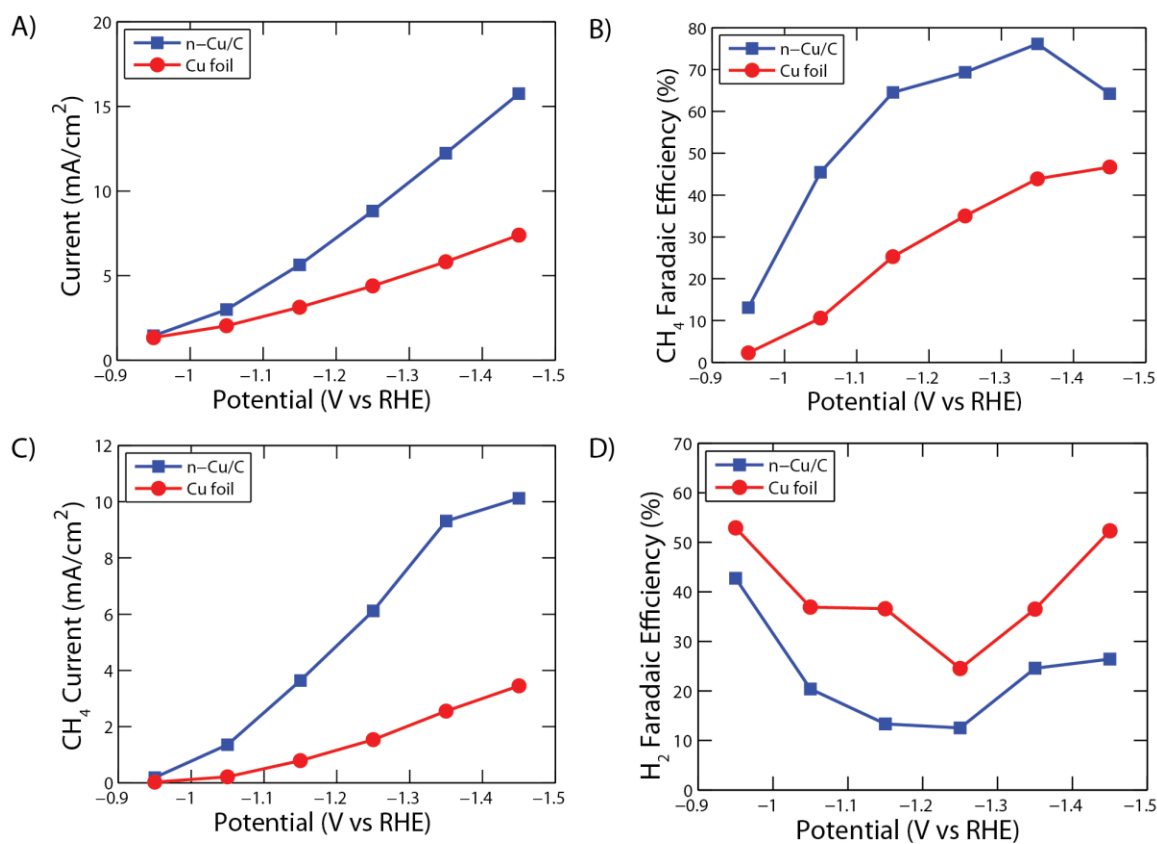 A)
n−Cu/C
Cu foil
Current (mA/cm²)
20
15
10
5
0
−0.9 −1 −1.1 −1.2 −1.3 −1.4 −1.5
Potential (V vs RHE)
B)
n−Cu/C
Cu foil
CH₄ Faradaic Efficiency (%)
80
70
60
50
40
30
20
10
0
−0.9 −1 −1.1 −1.2 −1.3 −1.4 −1.5
Potential (V vs RHE)
C)
n−Cu/C
Cu foil
CH₄ Current (mA/cm²)
12
10
8
6
4
2
0
−0.9 −1 −1.1 −1.2 −1.3 −1.4 −1.5
Potential (V vs RHE)
D)
n−Cu/C
Cu foil
H₂ Faradaic Efficiency (%)
70
60
50
40
30
20
10
0
−0.9 −1 −1.1 −1.2 −1.3 −1.4 −1.5
Potential (V vs RHE)